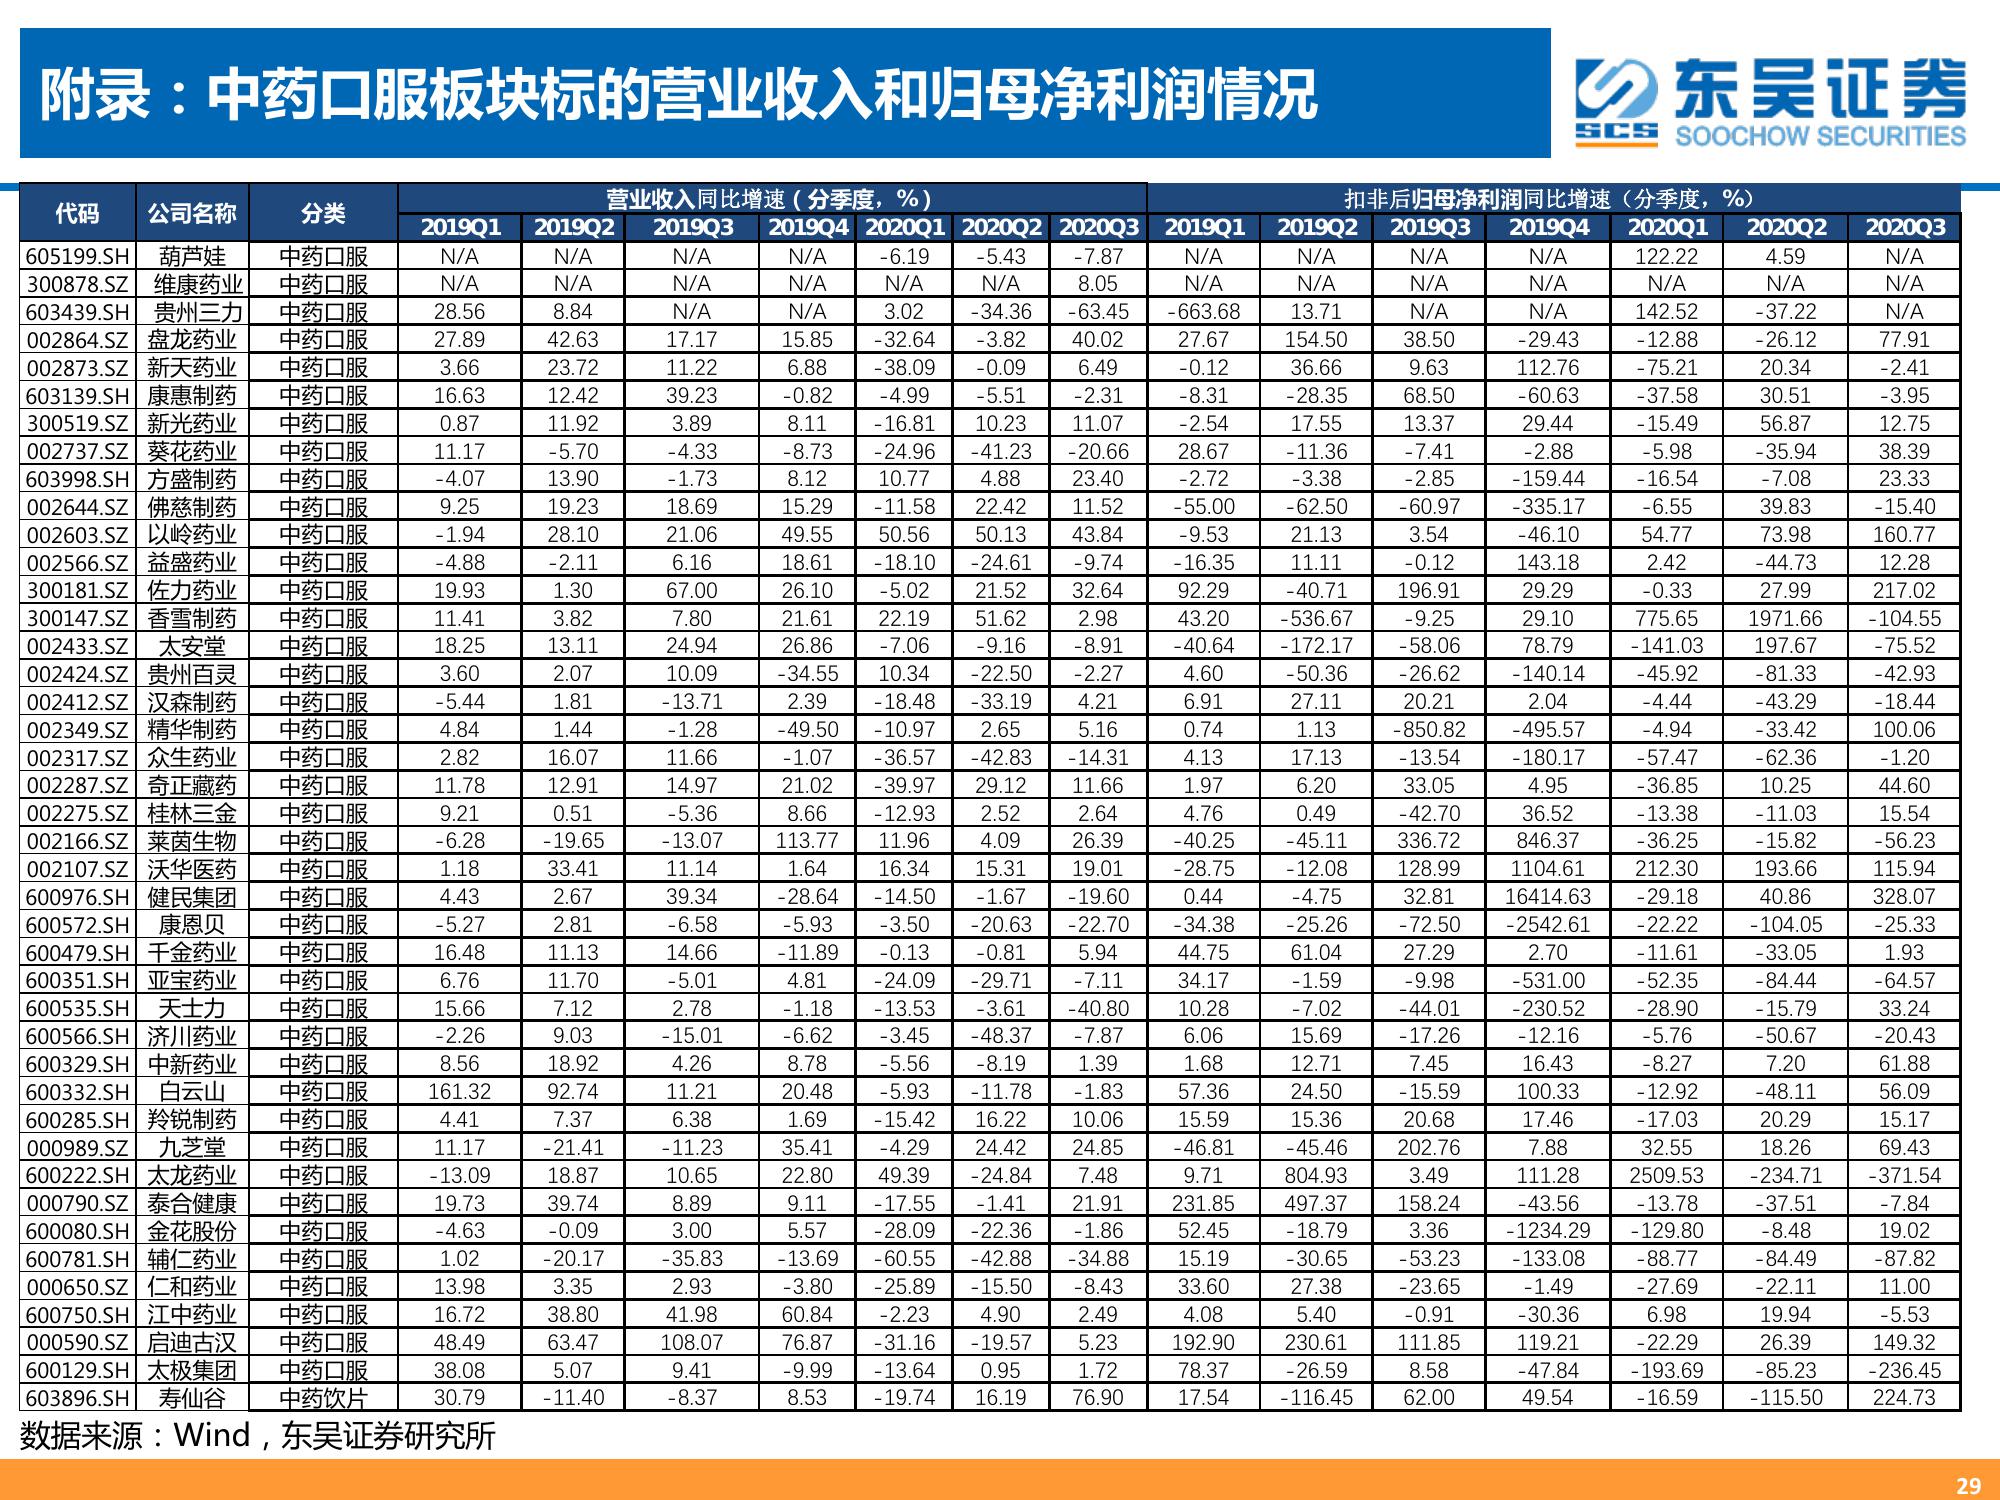 附录：中药口服板块标的营业收入和归母净利润情况
东吴证券
SCS SOOCHOW SECURITIES
代码 公司名称 分类 营业收入同比增速（分季度，%） 扣非后归母净利润同比增速（分季度，%）
2019Q1 2019Q2 2019Q3 2019Q4 2020Q1 2020Q2 2020Q3 2019Q1 2019Q2 2019Q3 2019Q4 2020Q1 2020Q2 2020Q3
605199.SH 葫芦娃 中药口服 N/A N/A N/A N/A -6.19 -5.43 -7.87 N/A N/A N/A N/A 122.22 4.59 N/A
300878.SZ 维康药业 中药口服 N/A N/A N/A N/A N/A N/A 8.05 N/A N/A N/A N/A N/A N/A N/A
603439.SH 贵州三力 中药口服 28.56 8.84 N/A N/A 3.02 -34.36 -63.45 -663.68 13.71 N/A N/A 142.52 -37.22 N/A
002864.SZ 盘龙药业 中药口服 27.89 42.63 17.17 15.85 -32.64 -3.82 40.02 27.67 154.50 38.50 -29.43 -12.88 -26.12 77.91
002873.SZ 新天药业 中药口服 3.66 23.72 11.22 6.88 -38.09 -0.09 6.49 -0.12 36.66 9.63 112.76 -75.21 20.34 -2.41
603139.SH 康惠制药 中药口服 16.63 12.42 39.23 -0.82 -4.99 -5.51 -2.31 -8.31 -28.35 68.50 -60.63 -37.58 30.51 -3.95
300519.SZ 新光药业 中药口服 0.87 11.92 3.89 8.11 -16.81 10.23 11.07 -2.54 17.55 13.37 29.44 -15.49 56.87 12.75
002737.SZ 葵花药业 中药口服 11.17 -5.70 -4.33 -8.73 -24.96 -41.23 -20.66 28.67 -11.36 -7.41 -2.88 -5.98 -35.94 38.39
603998.SH 方盛制药 中药口服 -4.07 13.90 -1.73 8.12 10.77 4.88 23.40 -2.72 -3.38 -2.85 -159.44 -16.54 -7.08 23.33
002644.SZ 佛慈制药 中药口服 9.25 19.23 18.69 15.29 -11.58 22.42 11.52 -55.00 -62.50 -60.97 -335.17 -6.55 39.83 -15.40
002603.SZ 以岭药业 中药口服 -1.94 28.10 21.06 49.55 50.56 50.13 43.84 -9.53 21.13 3.54 -46.10 54.77 73.98 160.77
002566.SZ 益盛药业 中药口服 -4.88 -2.11 6.16 18.61 -18.10 -24.61 -9.74 -16.35 11.11 -0.12 143.18 2.42 -44.73 12.28
300181.SZ 佐力药业 中药口服 19.93 1.30 67.00 26.10 -5.02 21.52 32.64 92.29 -40.71 196.91 29.29 -0.33 27.99 217.02
300147.SZ 香雪制药 中药口服 11.41 3.82 7.80 21.61 22.19 51.62 2.98 43.20 -536.67 -9.25 29.10 775.65 1971.66 -104.55
002433.SZ 太安堂 中药口服 18.25 13.11 24.94 26.86 -7.06 -9.16 -8.91 -40.64 -172.17 -58.06 78.79 -141.03 197.67 -75.52
002424.SZ 贵州百灵 中药口服 3.60 2.07 10.09 -34.55 10.34 -22.50 -2.27 4.60 -50.36 -26.62 -140.14 -45.92 -81.33 -42.93
002412.SZ 汉森制药 中药口服 -5.44 1.81 -13.71 2.39 -18.48 -33.19 4.21 6.91 27.11 20.21 2.04 -4.44 -43.29 -18.44
002349.SZ 精华制药 中药口服 4.84 1.44 -1.28 -49.50 -10.97 2.65 5.16 0.74 1.13 -850.82 -495.57 -4.94 -33.42 100.06
002317.SZ 众生药业 中药口服 2.82 16.07 11.66 -1.07 -36.57 -42.83 -14.31 4.13 17.13 -13.54 -180.17 -57.47 -62.36 -1.20
002287.SZ 奇正藏药 中药口服 11.78 12.91 14.97 21.02 -39.97 29.12 11.66 1.97 6.20 33.05 4.95 -36.85 10.25 44.60
002275.SZ 桂林三金 中药口服 9.21 0.51 -5.36 8.66 -12.93 2.52 2.64 4.76 0.49 -42.70 36.52 -13.38 -11.03 15.54
002166.SZ 莱茵生物 中药口服 -6.28 -19.65 -13.07 113.77 11.96 4.09 26.39 -40.25 -45.11 336.72 846.37 -36.25 -15.82 -56.23
002107.SZ 沃华医药 中药口服 1.18 33.41 11.14 1.64 16.34 15.31 19.01 -28.75 -12.08 128.99 1104.61 212.30 193.66 115.94
600976.SH 健民集团 中药口服 4.43 2.67 39.34 -28.64 -14.50 -1.67 -19.60 0.44 -4.75 32.81 16414.63 -29.18 40.86 328.07
600572.SH 康恩贝 中药口服 -5.27 2.81 -6.58 -5.93 -3.50 -20.63 -22.70 -34.38 -25.26 -72.50 -2542.61 -22.22 -104.05 -25.33
600479.SH 千金药业 中药口服 16.48 11.13 14.66 -11.89 -0.13 -0.81 5.94 44.75 61.04 27.29 2.70 -11.61 -33.05 1.93
600351.SH 亚宝药业 中药口服 6.76 11.70 -5.01 4.81 -24.09 -29.71 -7.11 34.17 -1.59 -9.98 -531.00 -52.35 -84.44 -64.57
600535.SH 天士力 中药口服 15.66 7.12 2.78 -1.18 -13.53 -3.61 -40.80 10.28 -7.02 -44.01 -230.52 -28.90 -15.79 33.24
600566.SH 济川药业 中药口服 -2.26 9.03 -15.01 -6.62 -3.45 -48.37 -7.87 6.06 15.69 -17.26 -12.16 -5.76 -50.67 -20.43
600329.SH 中新药业 中药口服 8.56 18.92 4.26 8.78 -5.56 -8.19 1.39 1.68 12.71 7.45 16.43 -8.27 7.20 61.88
600332.SH 白云山 中药口服 161.32 92.74 11.21 20.48 -5.93 -11.78 -1.83 57.36 24.50 -15.59 100.33 -12.92 -48.11 56.09
600285.SH 羚锐制药 中药口服 4.41 7.37 6.38 1.69 -15.42 16.22 10.06 15.59 15.36 20.68 17.46 -17.03 20.29 15.17
000989.SZ 九芝堂 中药口服 11.17 -21.41 -11.23 35.41 -4.29 24.42 24.85 -46.81 -45.46 202.76 7.88 32.55 18.26 69.43
600222.SH 太龙药业 中药口服 -13.09 18.87 10.65 22.80 49.39 -24.84 7.48 9.71 804.93 3.49 111.28 2509.53 -234.71 -371.54
000790.SZ 泰合健康 中药口服 19.73 39.74 8.89 9.11 -17.55 -1.41 21.91 231.85 497.37 158.24 -43.56 -13.78 -37.51 -7.84
600080.SH 金花股份 中药口服 -4.63 -0.09 3.00 5.57 -28.09 -22.36 -1.86 52.45 -18.79 3.36 -1234.29 -129.80 -8.48 19.02
600781.SH 辅仁药业 中药口服 1.02 -20.17 -35.83 -13.69 -60.55 -42.88 -34.88 15.19 -30.65 -53.23 -133.08 -88.77 -84.49 -87.82
000650.SZ 仁和药业 中药口服 13.98 3.35 2.93 -3.80 -25.89 -15.50 -8.43 33.60 27.38 -23.65 -1.49 -27.69 -22.11 11.00
600750.SH 江中药业 中药口服 16.72 38.80 41.98 60.84 -2.23 4.90 2.49 4.08 5.40 -0.91 -30.36 6.98 19.94 -5.53
000590.SZ 启迪古汉 中药口服 48.49 63.47 108.07 76.87 -31.16 -19.57 5.23 192.90 230.61 111.85 119.21 -22.29 26.39 149.32
600129.SH 太极集团 中药口服 38.08 5.07 9.41 -9.99 -13.64 0.95 1.72 78.37 -26.59 8.58 -47.84 -193.69 -85.23 -236.45
603896.SH 寿仙谷 中药饮片 30.79 -11.40 -8.37 8.53 -19.74 16.19 76.90 17.54 -116.45 62.00 49.54 -16.59 -115.50 224.73
数据来源：Wind，东吴证券研究所
29